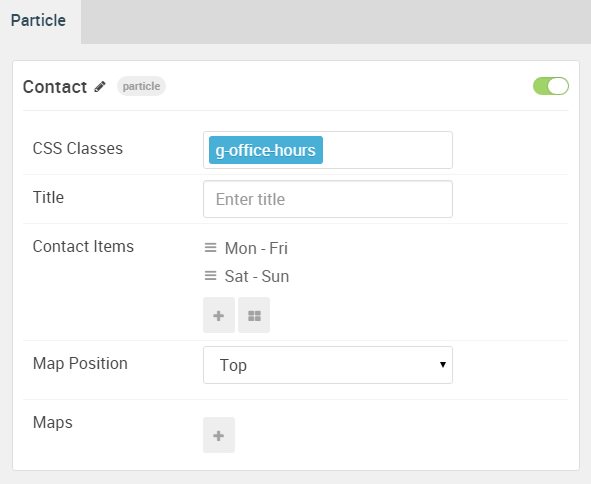 Particle
Contact particle
CSS Classes g-office-hours
Title Enter title
Contact Items Mon - Fri
Sat - Sun
Map Position Top
Maps